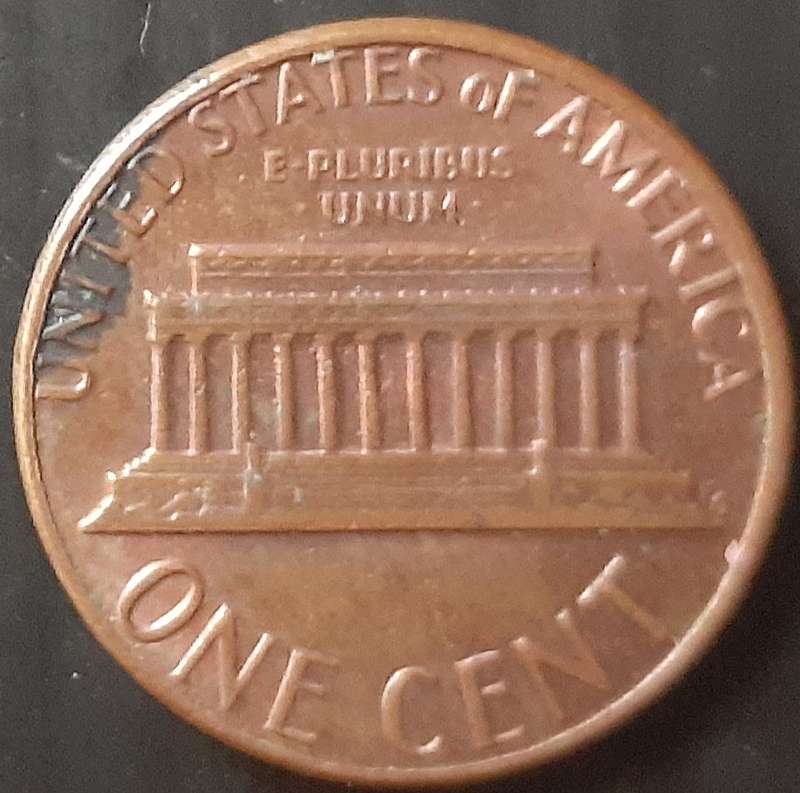 UNITED STATES oF AMERICA
E·PLURIBUS
UNUM
ONE CENT